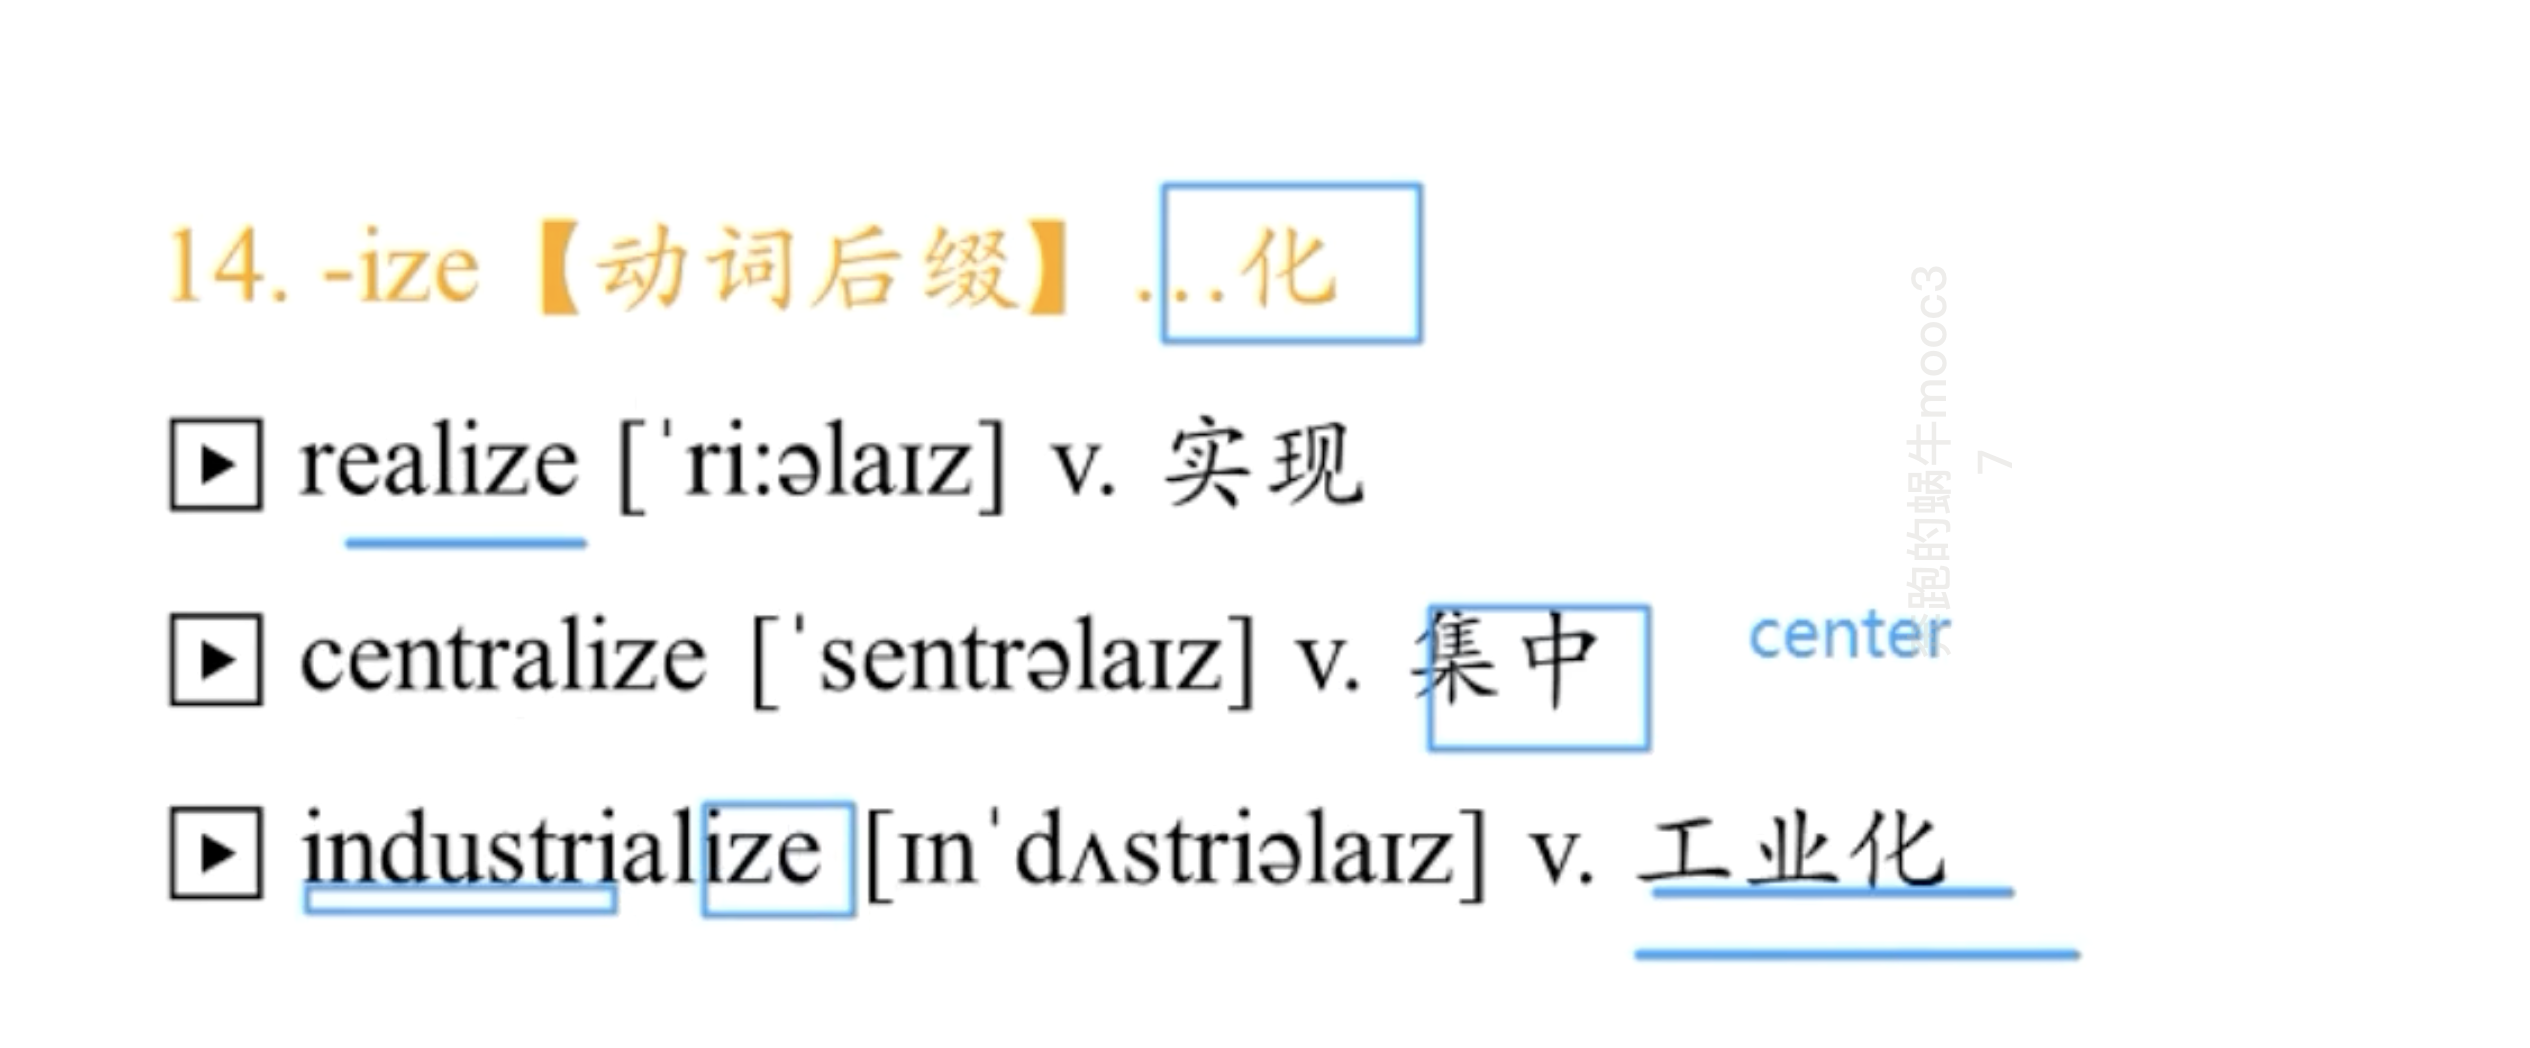 14. -ize【动词后缀】…化
realize [ˈri:əlaɪz] v. 实现
centralize [ˈsentrəlaɪz] v. 集中 center
industrialize [ɪnˈdʌstriəlaɪz] v. 工业化
跑的蜗牛mooc3
7